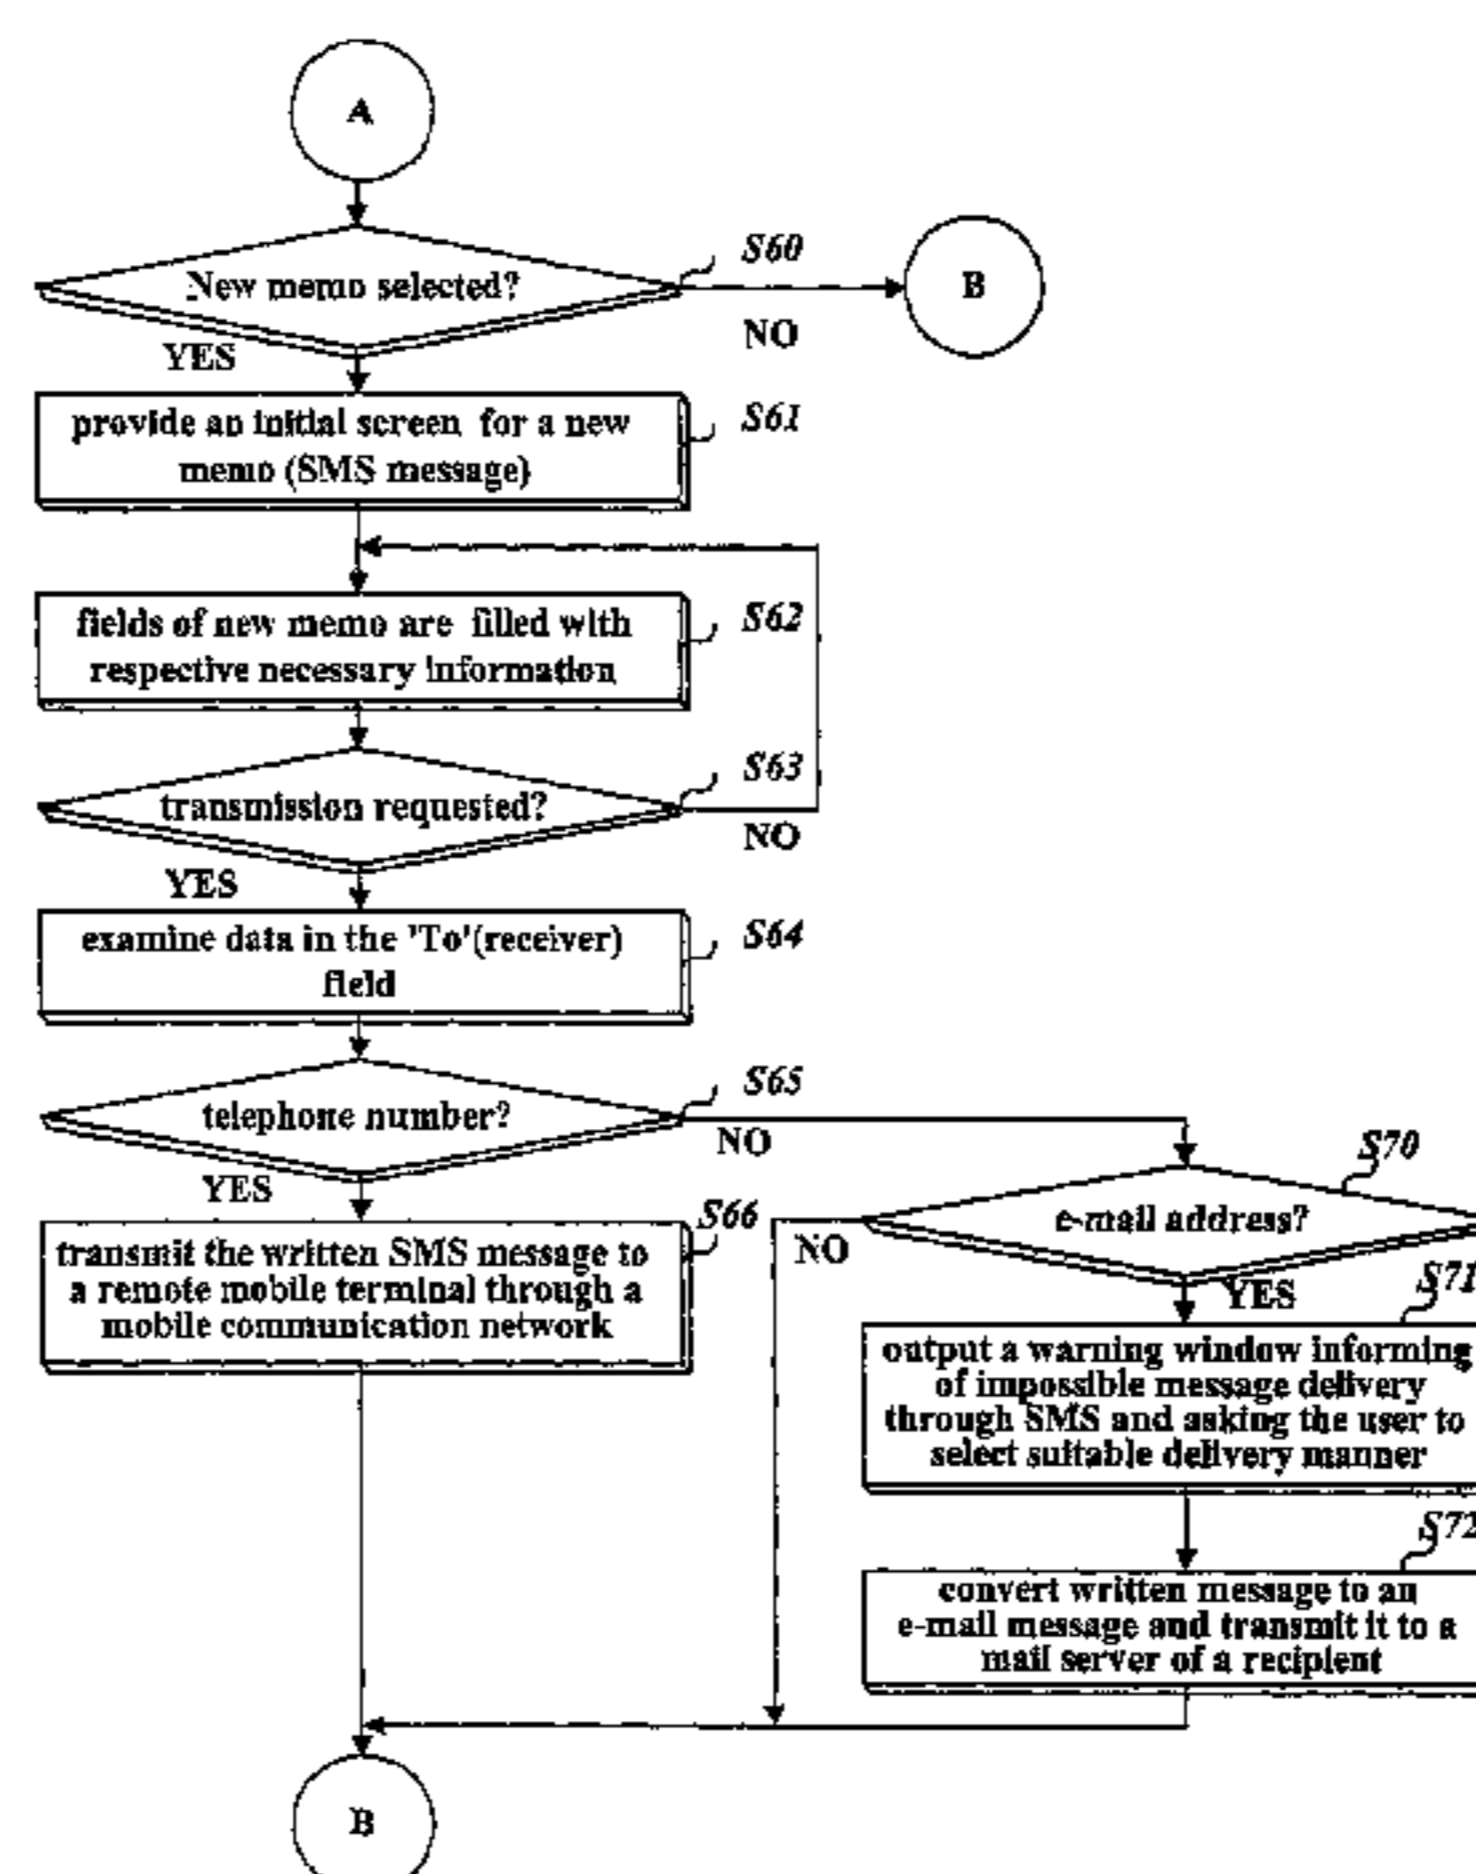 A
S60
New memo selected?
B
NO
YES
S61
provide an initial screen for a new
memo (SMS message)
S62
fields of new memo are filled with
respective necessary information
S63
transmission requested?
NO
YES
S64
examine data in the 'To'(receiver)
field
S65
telephone number?
NO
YES
S70
e-mail address?
NO
YES
S66
transmit the written SMS message to
a remote mobile terminal through a
mobile communication network
S71
output a warning window informing
of impossible message delivery
through SMS and asking the user to
select suitable delivery manner
S72
convert written message to an
e-mail message and transmit it to a
mail server of a recipient
B